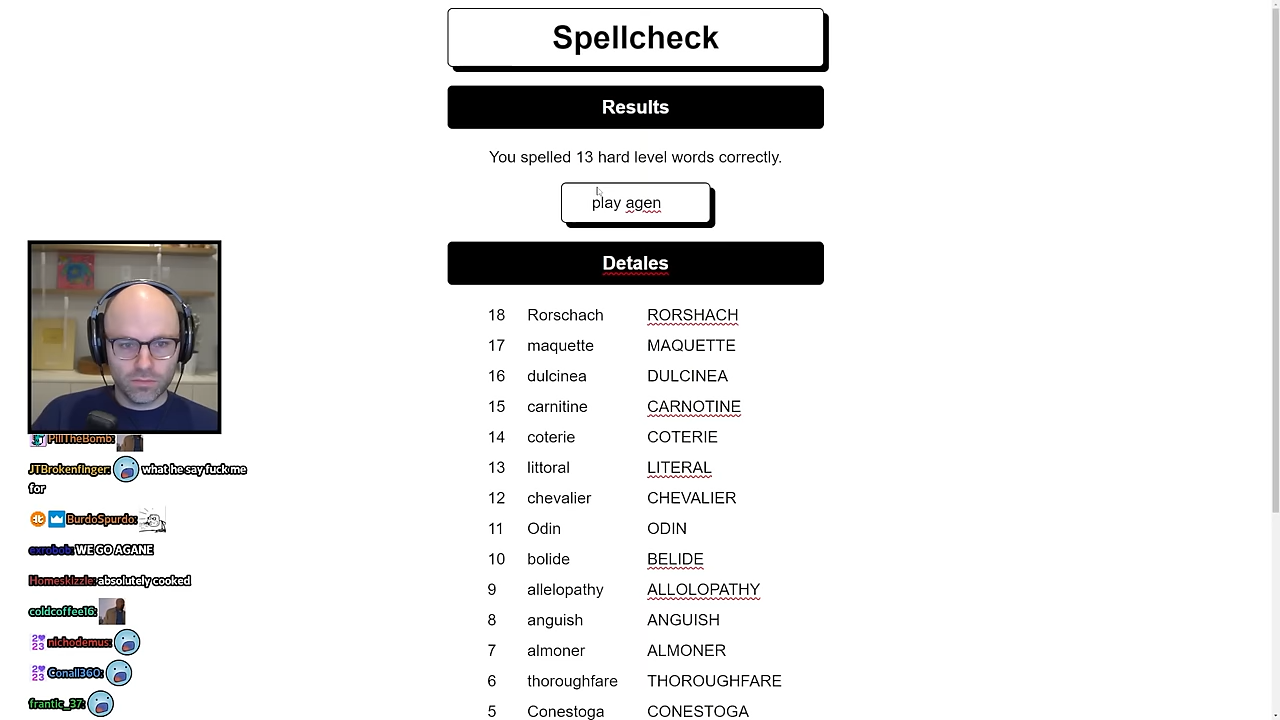 Spellcheck
Results
You spelled 13 hard level words correctly.
play agen
Detales
18 Rorschach RORSHACH
17 maquette MAQUETTE
16 dulcinea DULCINEA
15 carnitine CARNOTINE
14 coterie COTERIE
13 littoral LITERAL
12 chevalier CHEVALIER
11 Odin ODIN
10 bolide BELIDE
9 allelopathy ALLOLOPATHY
8 anguish ANGUISH
7 almoner ALMONER
6 thoroughfare THOROUGHFARE
5 Conestoga CONESTOGA
PillTheBomb:
JTBrokenfinger: what he say fuck me
for
BurdoSpurdo:
exrobob: WE GO AGANE
Homeskizzle: absolutely cooked
coldcoffee16:
nichodemus:
Conall360:
frantic_37: